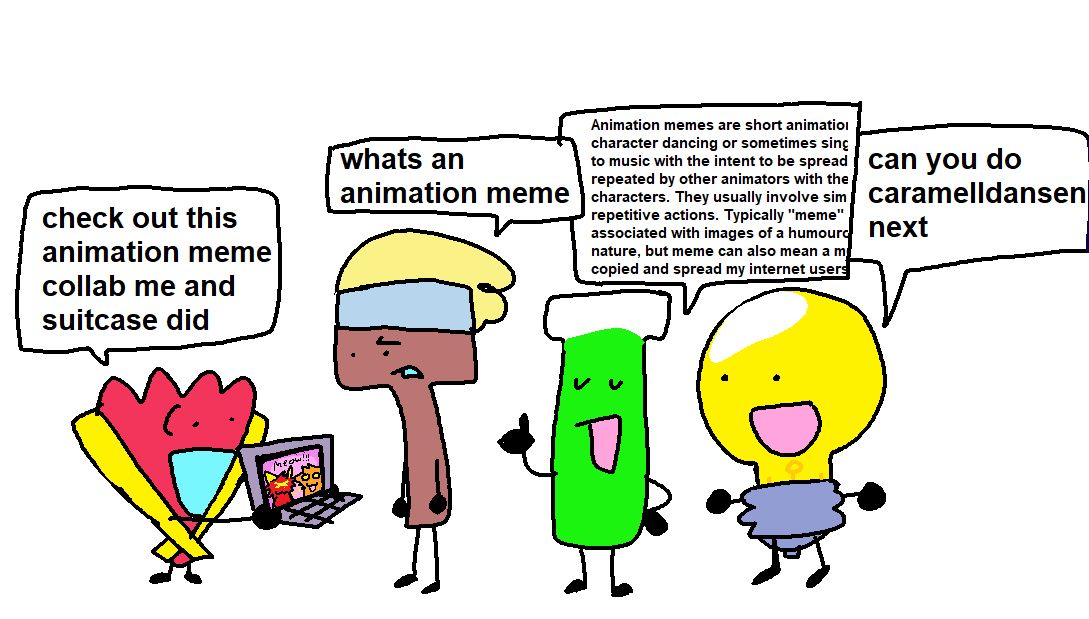 check out this
animation meme
collab me and
suitcase did
whats an
animation meme
Animation memes are short animation
character dancing or sometimes sing
to music with the intent to be spread
repeated by other animators with the
characters. They usually involve sim
repetitive actions. Typically "meme"
associated with images of a humouro
nature, but meme can also mean a m
copied and spread my internet users
can you do
caramelldansen
next
meow!!!